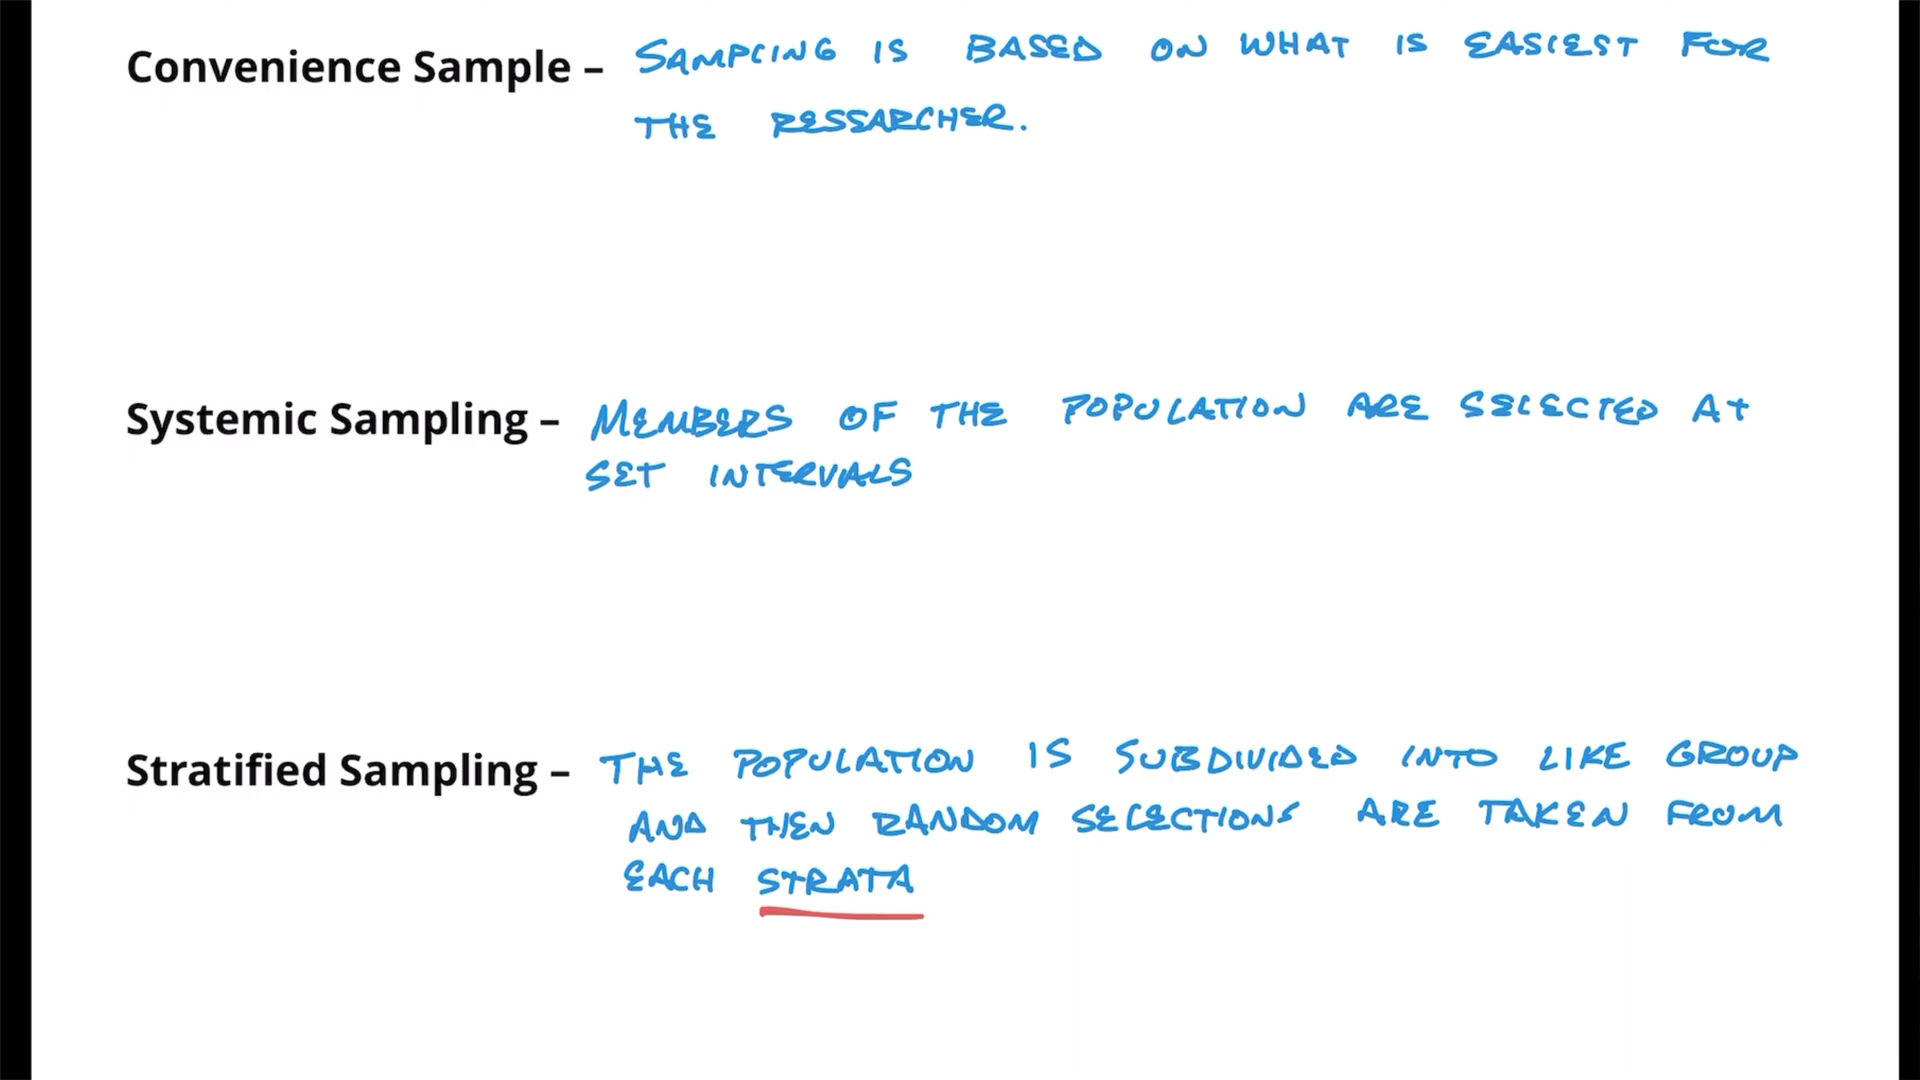 Convenience Sample – SAMPLING IS BASED ON WHAT IS EASIEST FOR
THE RESEARCHER.
Systemic Sampling – MEMBERS OF THE POPULATION ARE SELECTED AT
SET INTERVALS
Stratified Sampling – THE POPULATION IS SUBDIVIDED INTO LIKE GROUP
AND THEN RANDOM SELECTIONS ARE TAKEN FROM
EACH STRATA